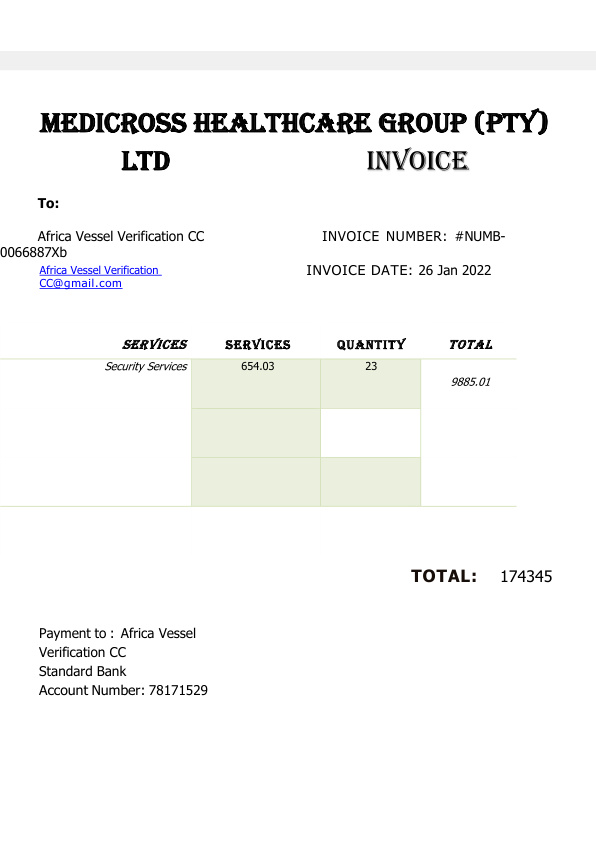 MEDICROSS HEALTHCARE GROUP (PTY)
LTD INVOICE
To:
Africa Vessel Verification CC INVOICE NUMBER: #NUMB-
0066887Xb
Africa Vessel Verification INVOICE DATE: 26 Jan 2022
CC@gmail.com
SERVICES SERVICES QUANTITY TOTAL
Security Services 654.03 23
9885.01
TOTAL: 174345
Payment to : Africa Vessel
Verification CC
Standard Bank
Account Number: 78171529